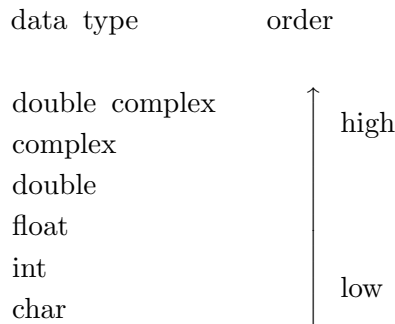 data type order
double complex
high
complex
double
float
int
low
char